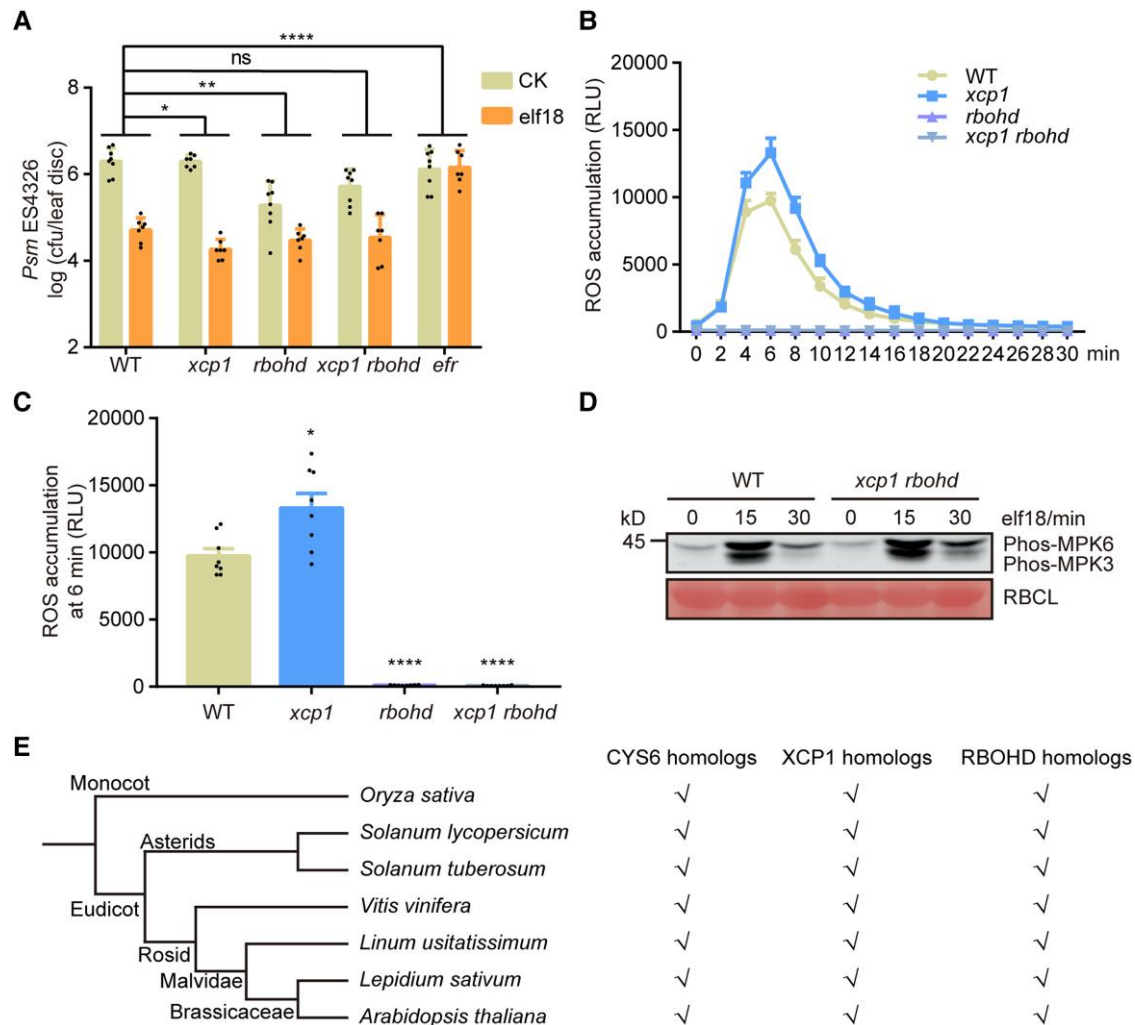 A
****
ns
**
*
CK
elf18
Psm ES4326
log (cfu/leaf disc)
8
6
4
2
WT
xcp1
rbohd
xcp1 rbohd
efr
B
ROS accumulation (RLU)
20000
15000
10000
5000
0
WT
xcp1
rbohd
xcp1 rbohd
0 2 4 6 8 10 12 14 16 18 20 22 24 26 28 30 min
C
ROS accumulation
at 6 min (RLU)
20000
15000
10000
5000
0
*
****
****
WT
xcp1
rbohd
xcp1 rbohd
D
WT xcp1 rbohd
kD 0 15 30 0 15 30 elf18/min
45
Phos-MPK6
Phos-MPK3
RBCL
E
CYS6 homologs XCP1 homologs RBOHD homologs
Monocot
Oryza sativa √ √ √
Asterids
Solanum lycopersicum √ √ √
Solanum tuberosum √ √ √
Eudicot
Vitis vinifera √ √ √
Rosid
Linum usitatissimum √ √ √
Malvidae
Lepidium sativum √ √ √
Brassicaceae
Arabidopsis thaliana √ √ √